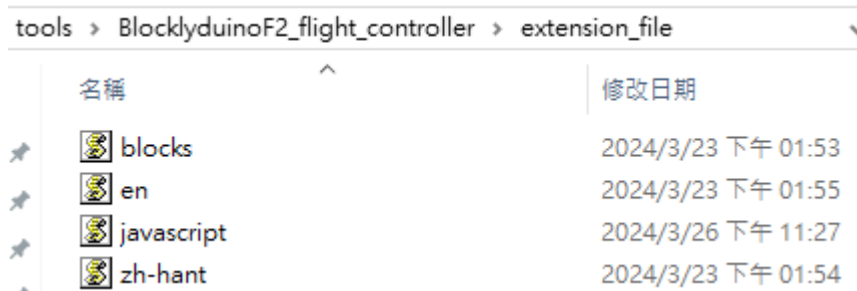 tools > BlocklyduinoF2_flight_controller > extension_file
名稱 修改日期
blocks 2024/3/23 下午 01:53
en 2024/3/23 下午 01:55
javascript 2024/3/26 下午 11:27
zh-hant 2024/3/23 下午 01:54